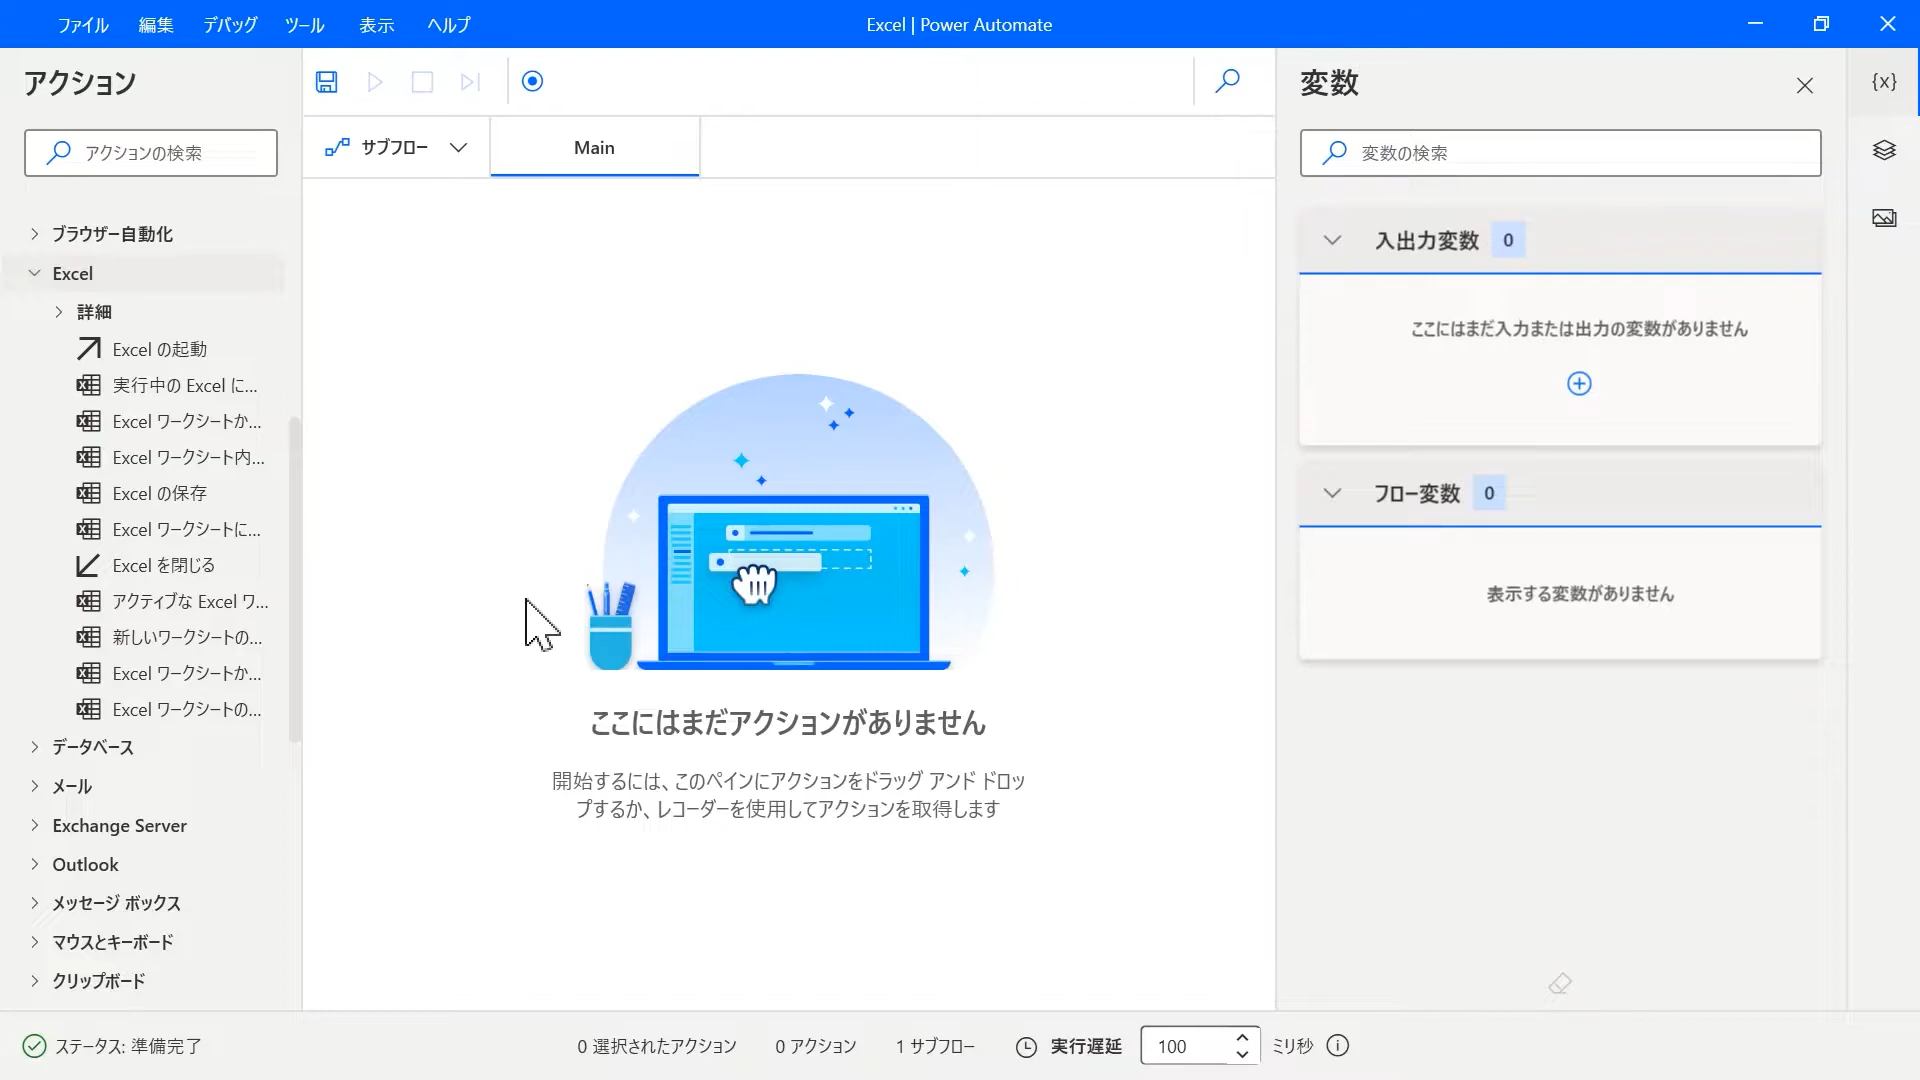 ファイル 編集 デバッグ ツール 表示 ヘルプ
Excel | Power Automate
アクション
アクションの検索
ブラウザー自動化
Excel
詳細
Excel の起動
実行中の Excel に...
Excel ワークシートか...
Excel ワークシート内...
Excel の保存
Excel ワークシートに...
Excel を閉じる
アクティブな Excel ワ...
新しいワークシートの...
Excel ワークシートか...
Excel ワークシートの...
データベース
メール
Exchange Server
Outlook
メッセージ ボックス
マウスとキーボード
クリップボード
サブフロー
Main
ここにはまだアクションがありません
開始するには、このペインにアクションをドラッグ アンド ドロッ
プするか、レコーダーを使用してアクションを取得します
変数
{x}
変数の検索
入出力変数 0
ここにはまだ入力または出力の変数がありません
フロー変数 0
表示する変数がありません
ステータス: 準備完了
0 選択されたアクション
0 アクション
1 サブフロー
実行遅延
100
ミリ秒